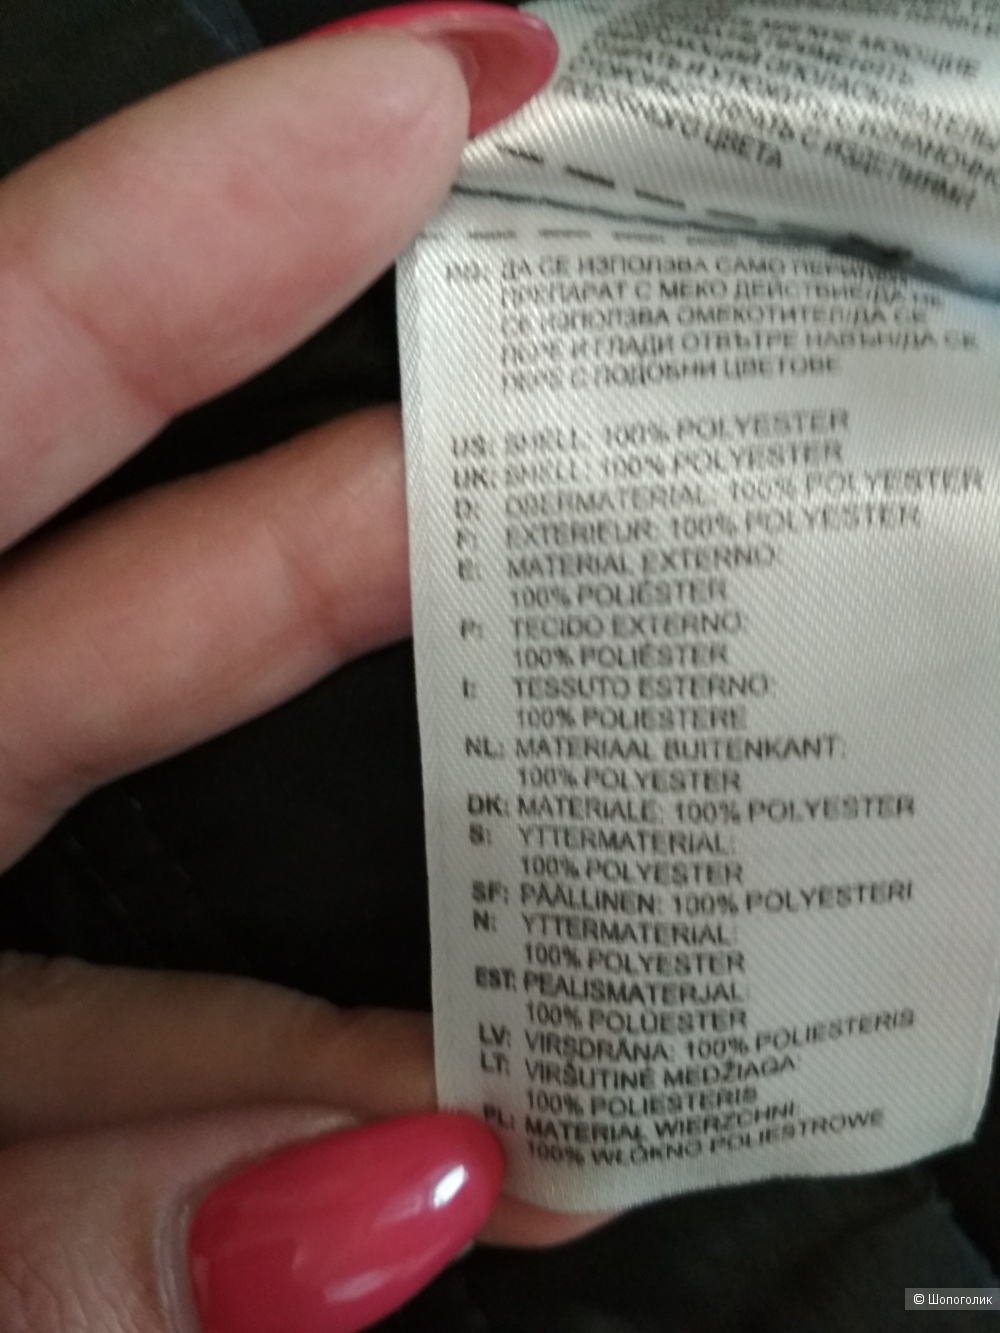 МОЮЩИЕ
ЦВЕТА
BG: ДА СЕ ИЗПОЛЗВА САМО
ПРЕПАРАТ С МЕКО ДЕЙСТВИЕ/ДА НЕ
СЕ ИЗПОЛЗВА ОМЕКОТИТЕЛ/ДА СЕ
ПЕРЕ И ГЛАДИ ОТВЪТРЕ НАВЪН/ДА СЕ
ПЕРЕ С ПОДОБНИ ЦВЕТОВЕ
US: SHELL: 100% POLYESTER
UK: SHELL: 100% POLYESTER
D: OBERMATERIAL: 100% POLYESTER
F: EXTERIEUR: 100% POLYESTER
E: MATERIAL EXTERNO:
100% POLIÉSTER
P: TECIDO EXTERNO:
100% POLIÉSTER
I: TESSUTO ESTERNO:
100% POLIESTERE
NL: MATERIAAL BUITENKANT:
100% POLYESTER
DK: MATERIALE: 100% POLYESTER
S: YTTERMATERIAL:
100% POLYESTER
SF: PÄÄLLINEN: 100% POLYESTERI
N: YTTERMATERIAL:
100% POLYESTER
EST: PEALISMATERJAL:
100% POLÜESTER
LV: VIRSDRĀNA: 100% POLIESTERIS
LT: VIRŠUTINĖ MEDŽIAGA:
100% POLIESTERIS
PL: MATERIAŁ WIERZCHNI:
100% WŁÓKNO POLIESTROWE
© Шопоголик